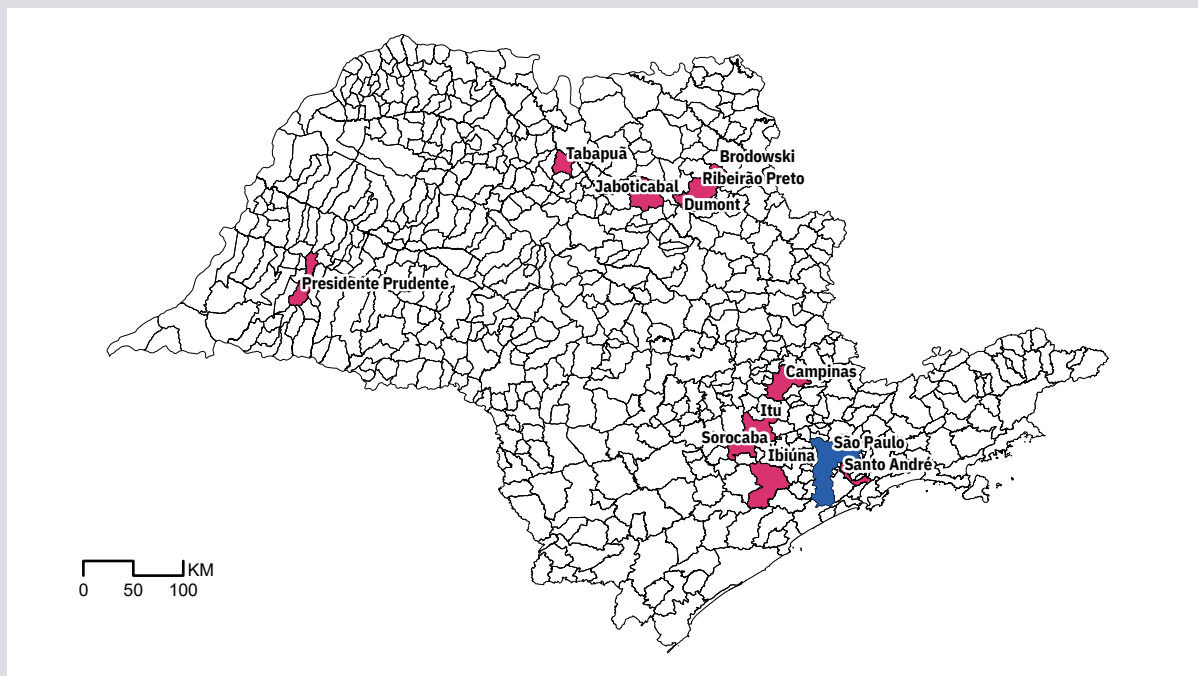 Tabapuã
Brodowski
Ribeirão Preto
Jaboticabal
Dumont
Presidente Prudente
Campinas
Itu
Sorocaba
São Paulo
Ibiúna
Santo André
KM
0 50 100